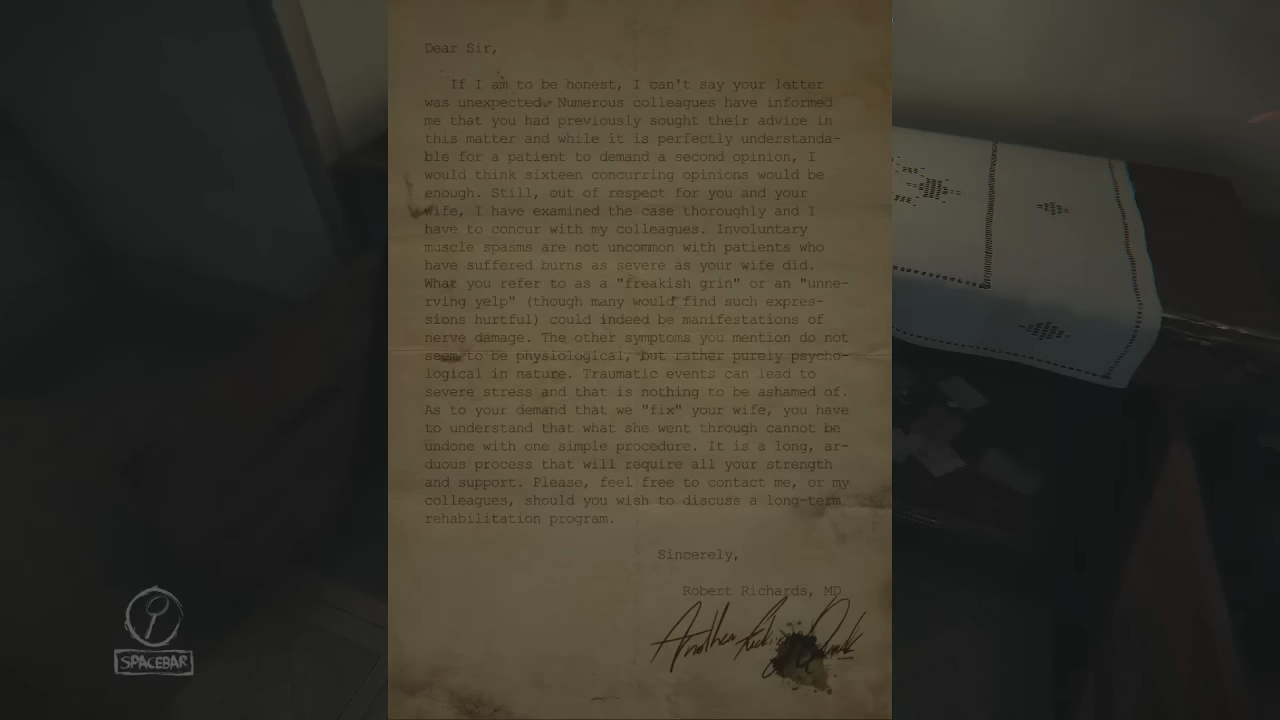 Dear Sir,
If I am to be honest, I can't say your latter
was unexpected. Numerous colleagues have informed
me that you had previously sought their advice in
this matter and while it is perfectly understanda-
ble for a patient to demand a second opinion, I
would think sixteen concurring opinions would be
enough. Still, out of respect for you and your
wife, I have examined the case thoroughly and I
have to concur with my colleagues. Involuntary
muscle spasms are not uncommon with patients who
have suffered burns as severe as your wife did.
What you refer to as a "freakish grin" or an "unne-
rving yelp" (though many would find such expres-
sions hurtful) could indeed be manifestations of
nerve damage. The other symptoms you mention do not
seem to be physiological, but rather purely psycho-
logical in nature. Traumatic events can lead to
severe stress and that is nothing to be ashamed of.
As to your demand that we "fix" your wife, you have
to understand that what she went through cannot be
undone with one simple procedure. It is a long, ar-
duous process that will require all your strength
and support. Please, feel free to contact me, or my
colleagues, should you wish to discuss a long-term
rehabilitation program.
Sincerely,
Robert Richards, MD
Another
SPACEBAR